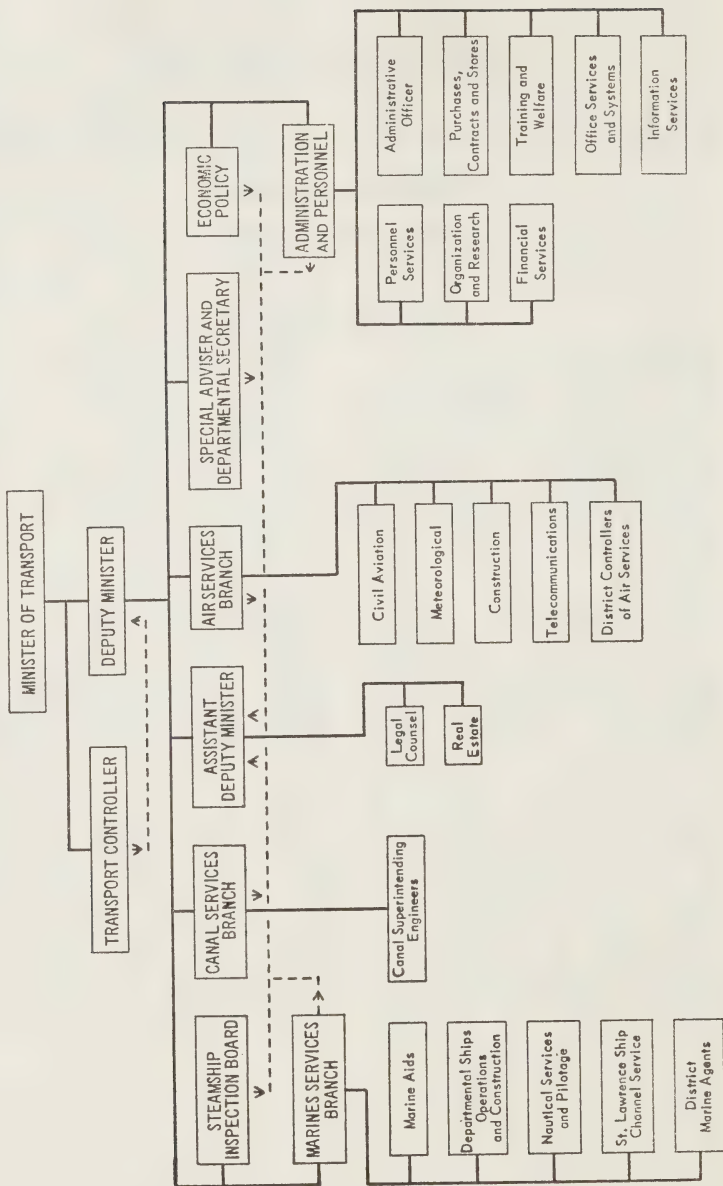 MINISTER OF TRANSPORT
TRANSPORT CONTROLLER
DEPUTY MINISTER
STEAMSHIP
INSPECTION BOARD
MARINES SERVICES
BRANCH
CANAL SERVICES
BRANCH
ASSISTANT
DEPUTY MINISTER
AIR SERVICES
BRANCH
SPECIAL ADVISER AND
DEPARTMENTAL SECRETARY
ECONOMIC
POLICY
ADMINISTRATION
AND PERSONNEL
Marine Aids
Departmental Ships
Operations
and Construction
Nautical Services
and Pilotage
St. Lawrence Ship
Channel Service
District
Marine Agents
Canal Superintending
Engineers
Legal
Counsel
Real
Estate
Civil Aviation
Meteorological
Construction
Telecommunications
District Controllers
of Air Services
Personnel
Services
Organization
and Research
Financial
Services
Administrative
Officer
Purchases,
Contracts and Stores
Training and
Welfare
Office Services
and Systems
Information
Services